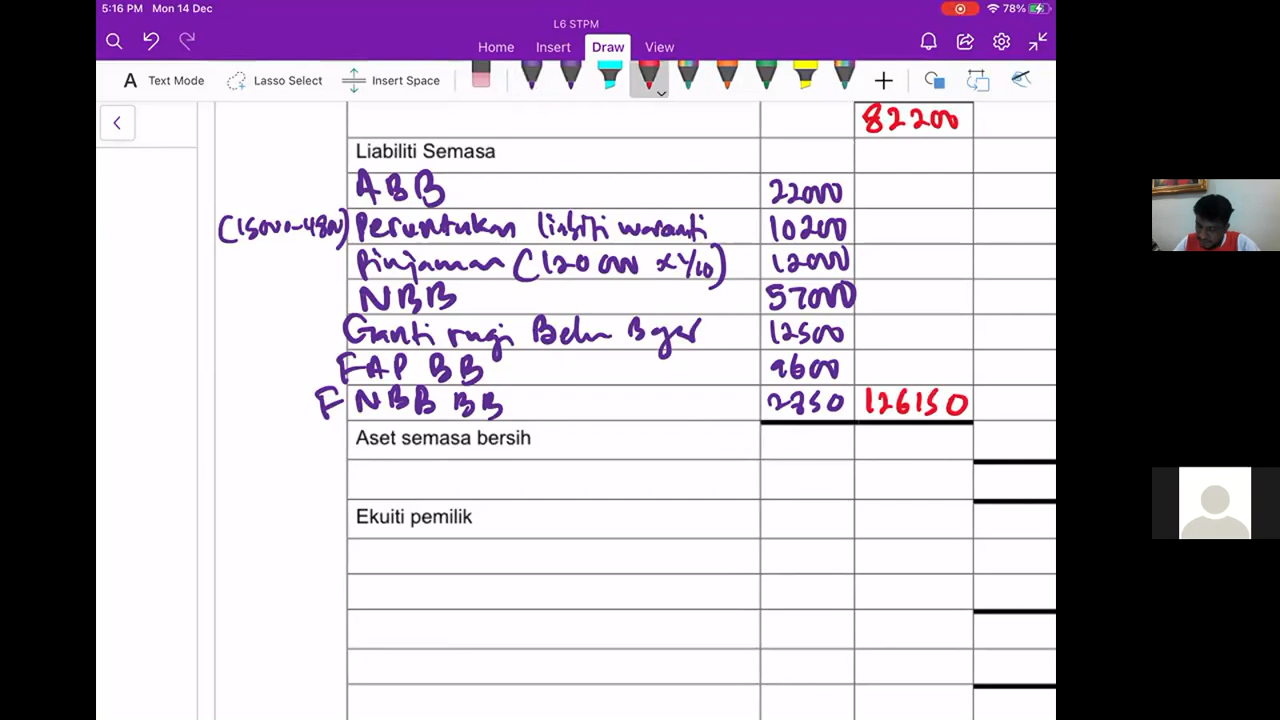 5:16 PM Mon 14 Dec
78%
L6 STPM
Home Insert Draw View
Text Mode Lasso Select Insert Space
82200
Liabiliti Semasa
ABB 22000
(15000-4800) Peruntukan liabiliti waranti 10200
Pinjaman (120 000 x 1/10) 12000
NBB 57000
Ganti rugi Belum Bayar 12500
FAP BB 9600
F NBB BB 2850 126150
Aset semasa bersih
Ekuiti pemilik